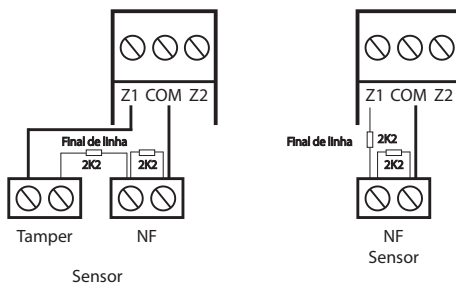 Z1 COM Z2
Final de linha
2K2
2K2
Tamper
NF
Sensor
Z1 COM Z2
Final de linha
2K2
2K2
NF
Sensor